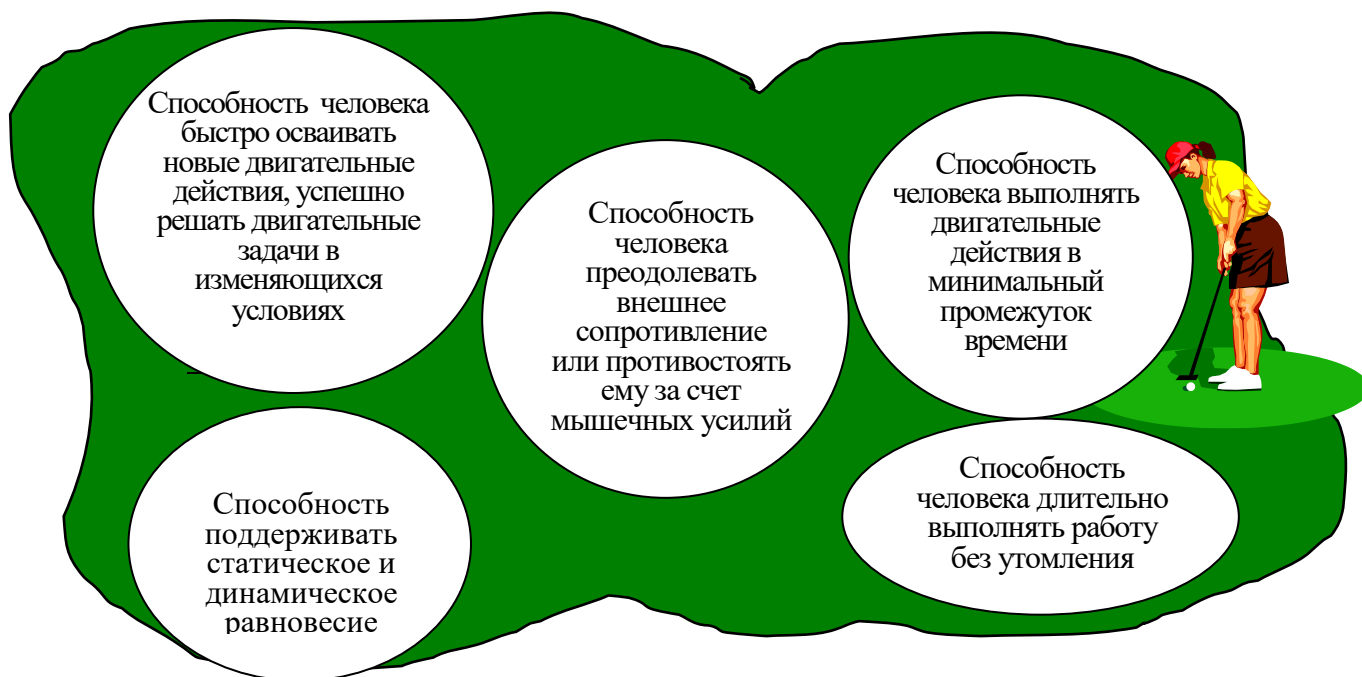 Способность человека
быстро осваивать
новые двигательные
действия, успешно
решать двигательные
задачи в
изменяющихся
условиях
Способность
человека
преодолевать
внешнее
сопротивление
или противостоять
ему за счет
мышечных усилий
Способность
человека выполнять
двигательные
действия в
минимальный
промежуток
времени
Способность
поддерживать
статическое и
динамическое
равновесие
Способность
человека длительно
выполнять работу
без утомления